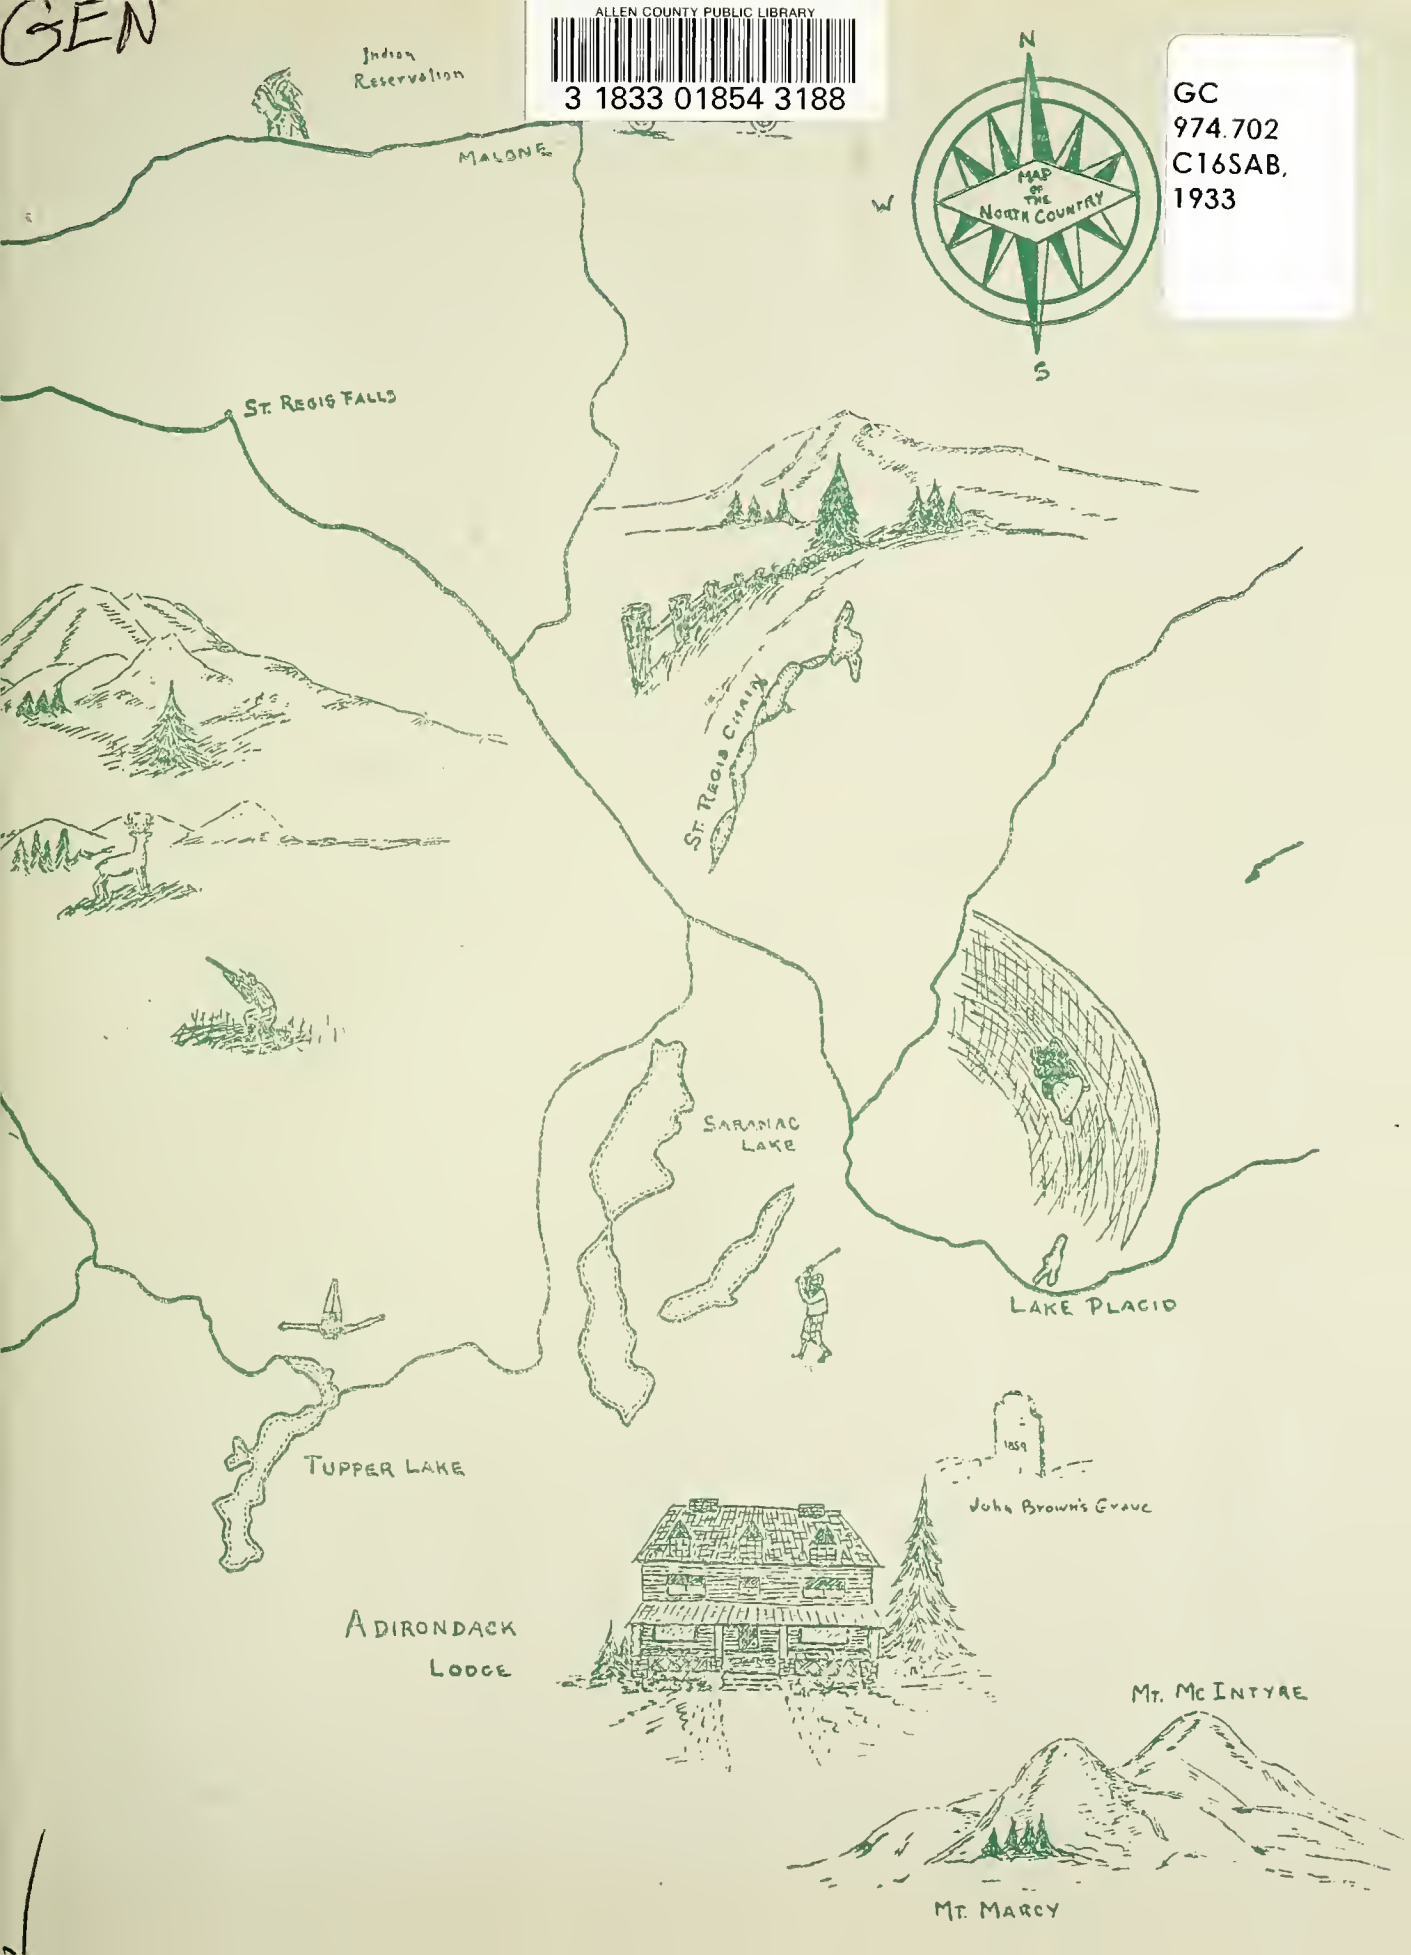 GEN
ALLEN COUNTY PUBLIC LIBRARY
3 1833 01854 3188
GC
974.702
C16SAB,
1933
Indian
Reservation
MALONE
N
W
MAP
OF
THE
NORTH COUNTRY
S
ST. REGIS FALLS
ST. REGIS CHAIN
SARANAC
LAKE
LAKE PLACID
1859
John Brown's Grave
TUPPER LAKE
ADIRONDACK
LODGE
MT. MCINTYRE
MT. MARCY